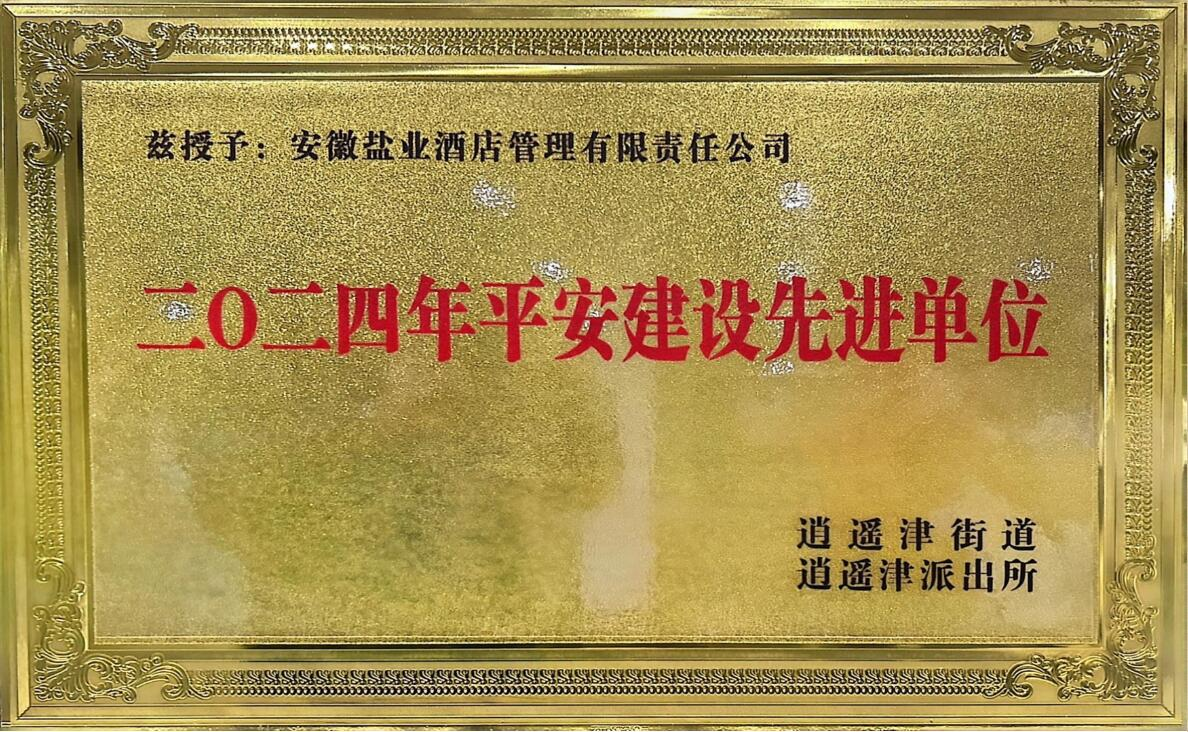 兹授予：安徽盐业酒店管理有限责任公司
二〇二四年平安建设先进单位
逍遥津街道
逍遥津派出所